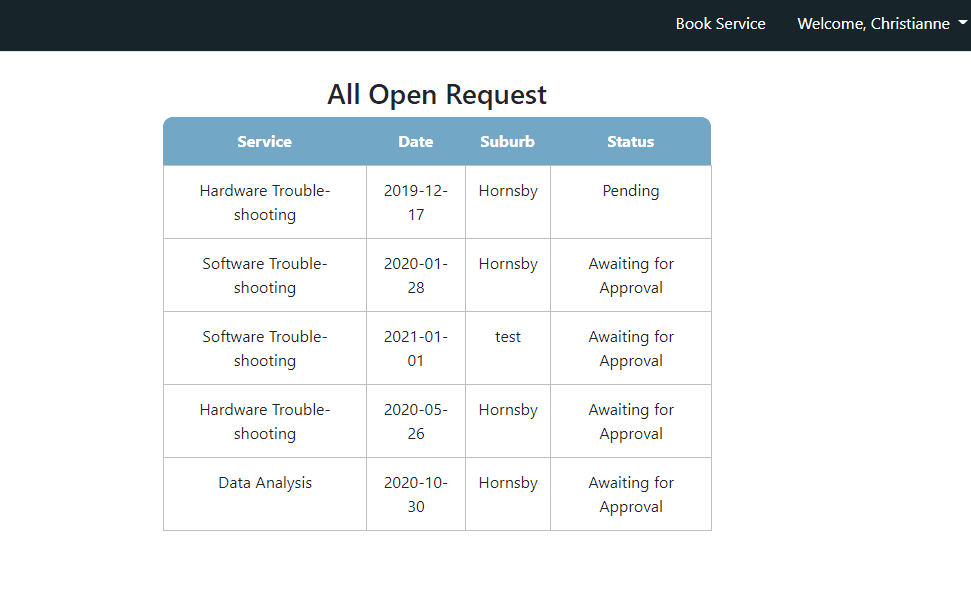 Book Service Welcome, Christianne
All Open Request
Service Date Suburb Status
Hardware Trouble- 2019-12- Hornsby Pending
shooting 17
Software Trouble- 2020-01- Hornsby Awaiting for
shooting 28 Approval
Software Trouble- 2021-01- test Awaiting for
shooting 01 Approval
Hardware Trouble- 2020-05- Hornsby Awaiting for
shooting 26 Approval
Data Analysis 2020-10- Hornsby Awaiting for
30 Approval